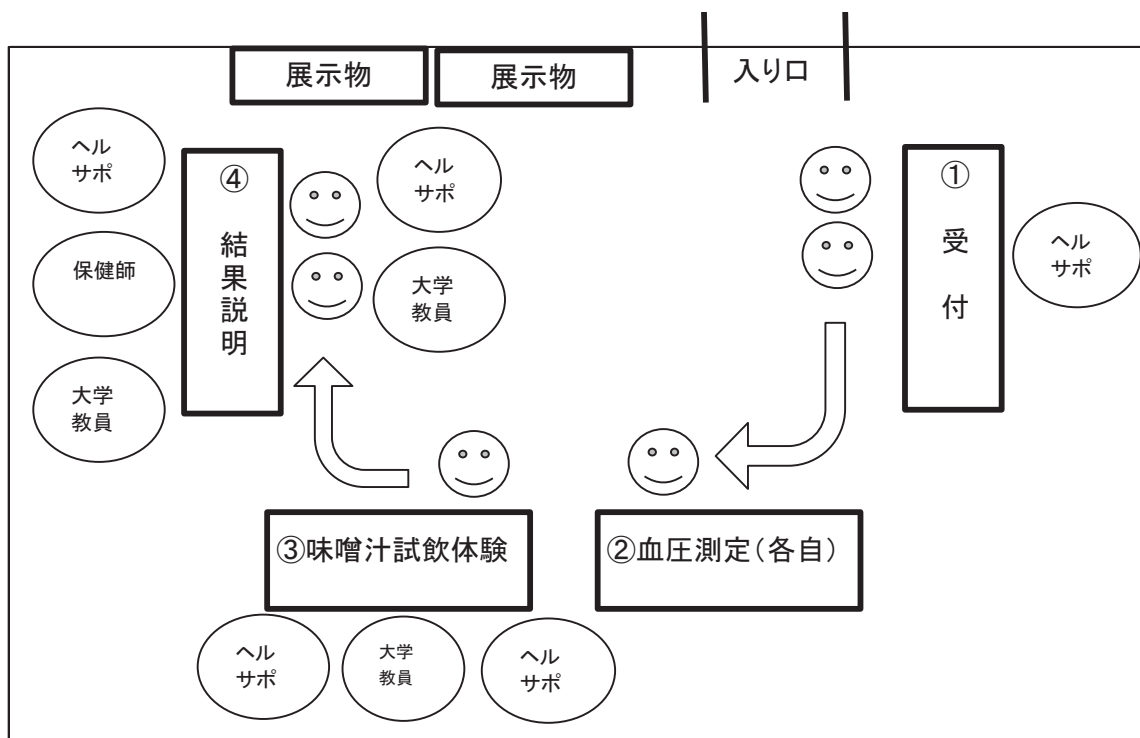 展示物
展示物
入り口
ヘル
サポ
④
結果説明
ヘル
サポ
①
受付
ヘル
サポ
保健師
大学
教員
大学
教員
③味噌汁試飲体験
②血圧測定(各自)
ヘル
サポ
大学
教員
ヘル
サポ